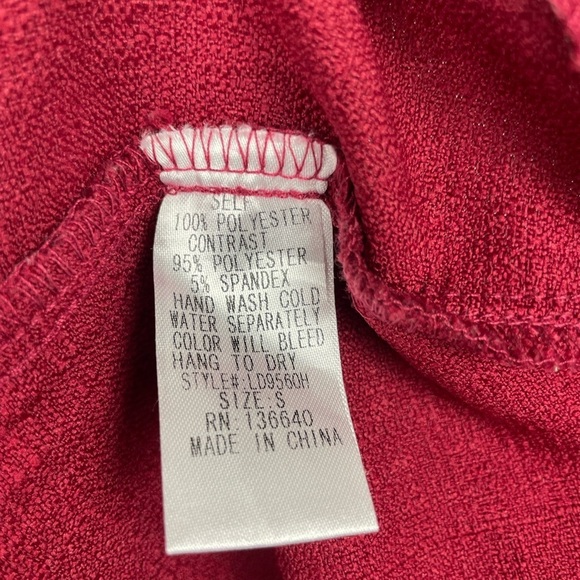 SELF
100% POLYESTER
CONTRAST
95% POLYESTER
5% SPANDEX
HAND WASH COLD
WATER SEPARATELY
COLOR WILL BLEED
HANG TO DRY
STYLE#:LD9560H
SIZE:S
RN:136640
MADE IN CHINA